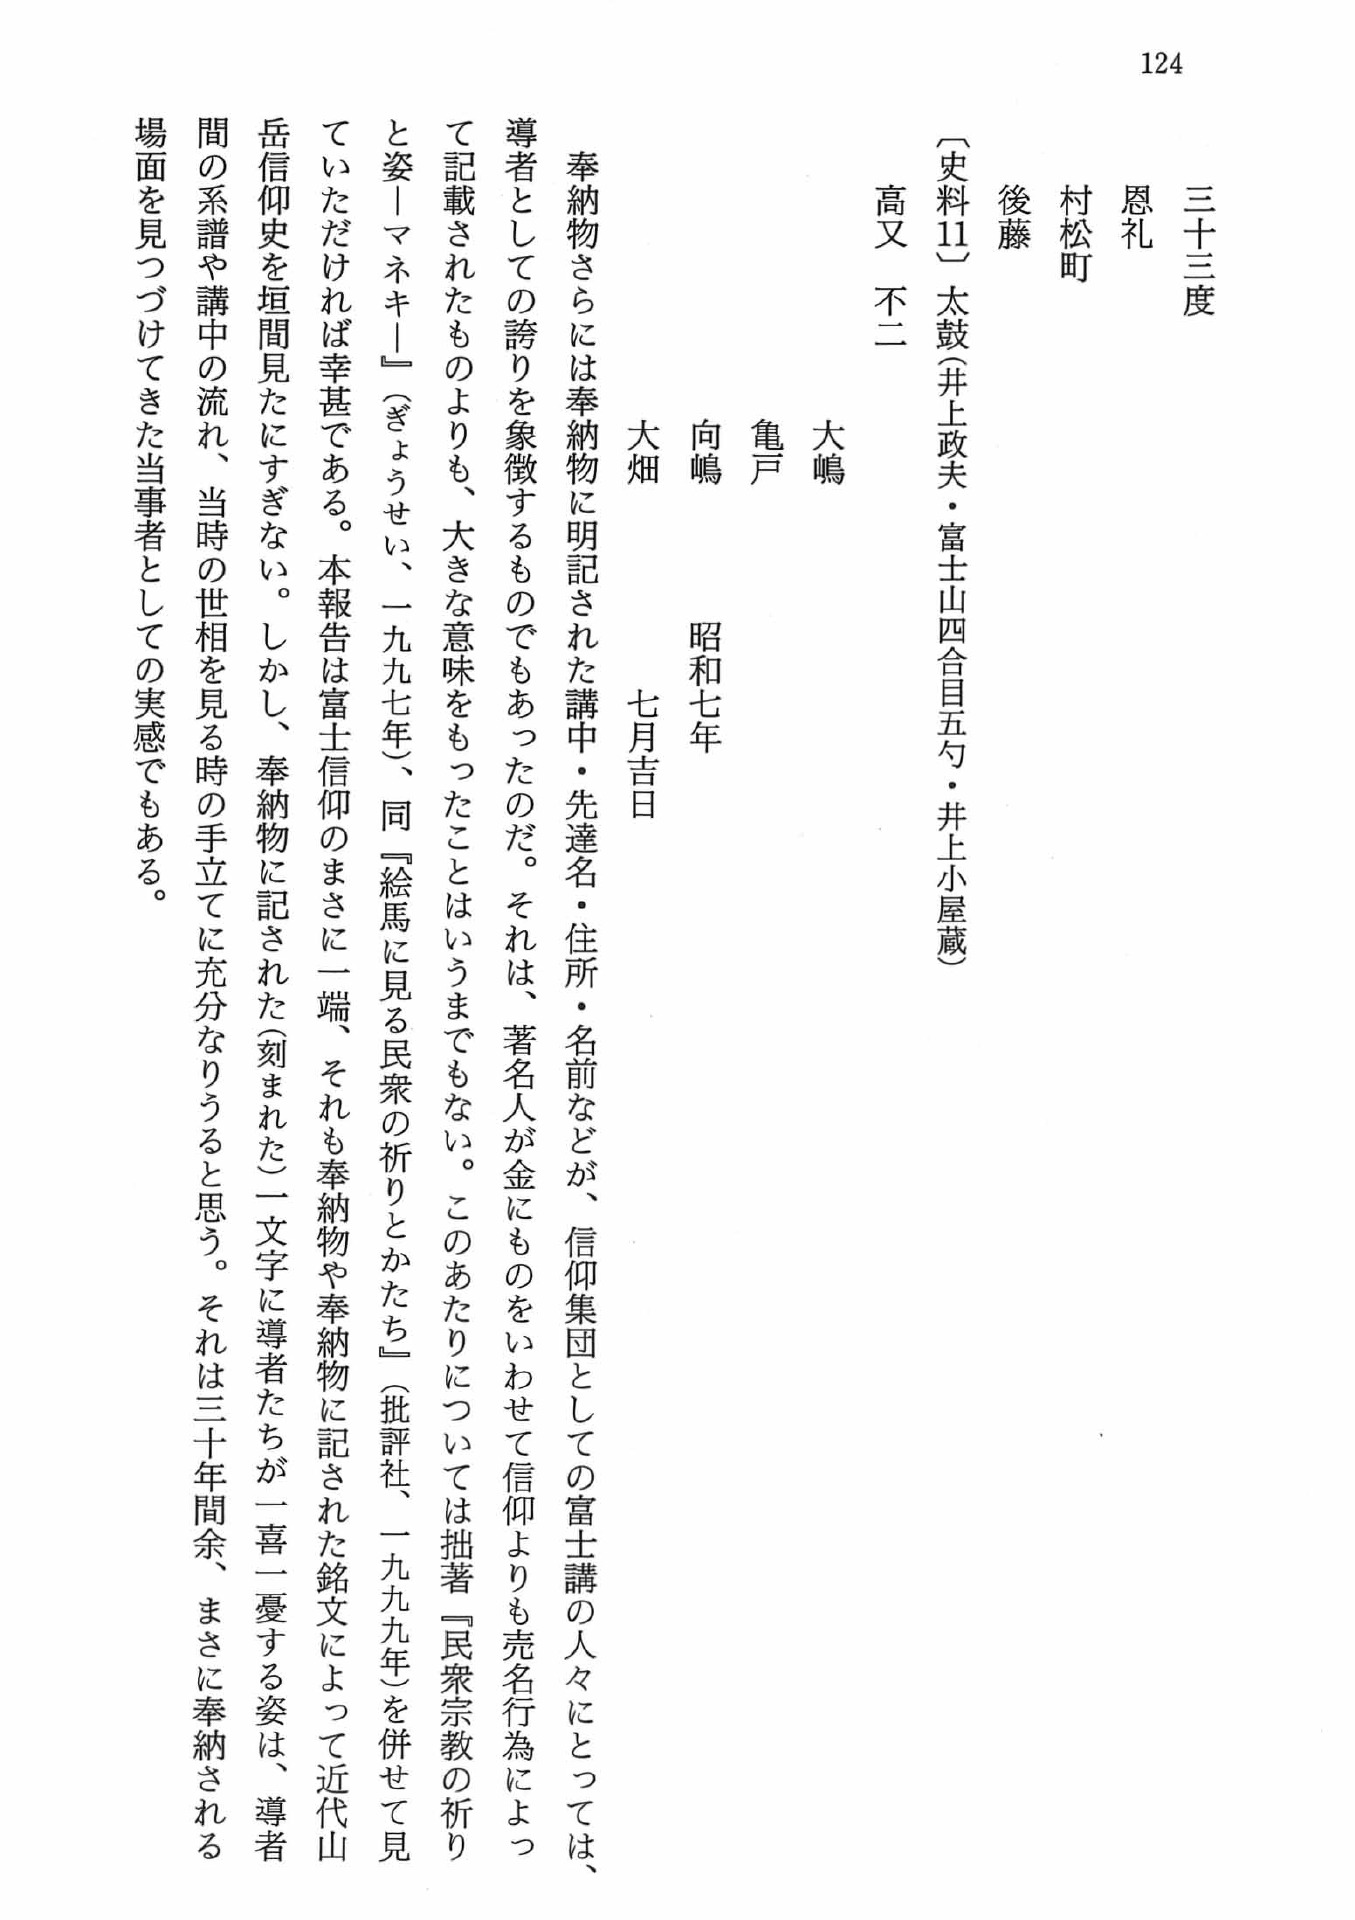 124
三十三度
恩礼
村松町
後藤
〔史料11〕太鼓（井上政夫・富士山四合目五勺・井上小屋蔵）
高又　不二
大嶋
亀戸
向嶋　昭和七年
大畑　七月吉日
奉納物さらには奉納物に明記された講中・先達名・住所・名前などが、信仰集団としての富士講の人々にとっては、
導者としての誇りを象徴するものでもあったのだ。それは、著名人が金にものをいわせて信仰よりも売名行為によっ
て記載されたものよりも、大きな意味をもったことはいうまでもない。このあたりについては拙著『民衆宗教の祈り
と姿―マネキ―』（ぎょうせい、一九九七年）、同『絵馬に見る民衆の祈りとかたち』（批評社、一九九九年）を併せて見
ていただければ幸甚である。本報告は富士信仰のまさに一端、それも奉納物や奉納物に記された銘文によって近代山
岳信仰史を垣間見たにすぎない。しかし、奉納物に記された（刻まれた）一文字に導者たちが一喜一憂する姿は、導者
間の系譜や講中の流れ、当時の世相を見る時の手立てに充分なりうると思う。それは三十年間余、まさに奉納される
場面を見つづけてきた当事者としての実感でもある。